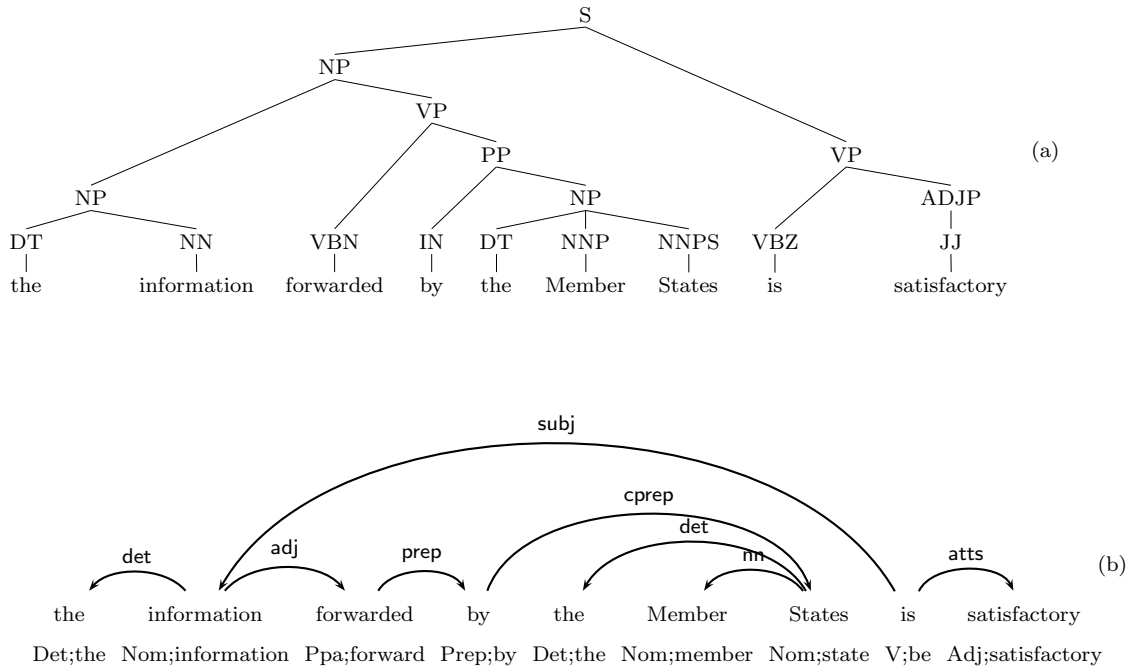 S
NP
VP
PP VP (a)
NP NP ADJP
DT NN VBN IN DT NNP NNPS VBZ JJ
the information forwarded by the Member States is satisfactory
subj
cprep
det
det adj prep nn atts
(b)
the information forwarded by the Member States is satisfactory
Det;the Nom;information Ppa;forward Prep;by Det;the Nom;member Nom;state V;be Adj;satisfactory